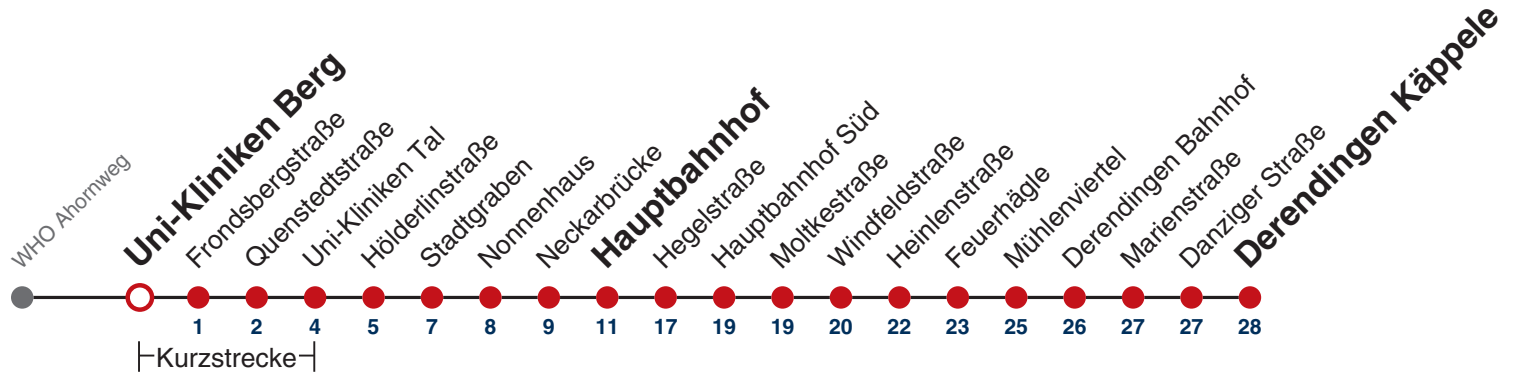 WHO Ahornweg
Uni-Kliniken Berg
Frondsbergstraße
Quenstedtstraße
Uni-Kliniken Tal
Hölderlinstraße
Stadtgraben
Nonnenhaus
Neckarbrücke
Hauptbahnhof
Hegelstraße
Hauptbahnhof Süd
Moltkestraße
Windfeldstraße
Heinlenstraße
Feuerhägle
Mühlenviertel
Derendingen Bahnhof
Marienstraße
Danziger Straße
Derendingen Käppele
1 2 4 5 7 8 9 11 17 19 19 20 22 23 25 26 27 27 28
Kurzstrecke